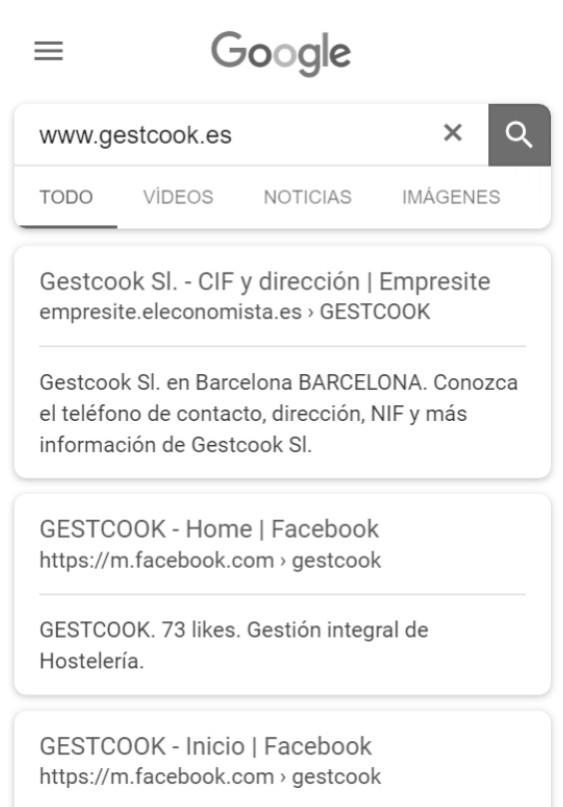 Google
www.gestcook.es
TODO VÍDEOS NOTICIAS IMÁGENES
Gestcook Sl. - CIF y dirección | Empresite
empresite.eleconomista.es › GESTCOOK
Gestcook Sl. en Barcelona BARCELONA. Conozca
el teléfono de contacto, dirección, NIF y más
información de Gestcook Sl.
GESTCOOK - Home | Facebook
https://m.facebook.com › gestcook
GESTCOOK. 73 likes. Gestión integral de
Hostelería.
GESTCOOK - Inicio | Facebook
https://m.facebook.com › gestcook